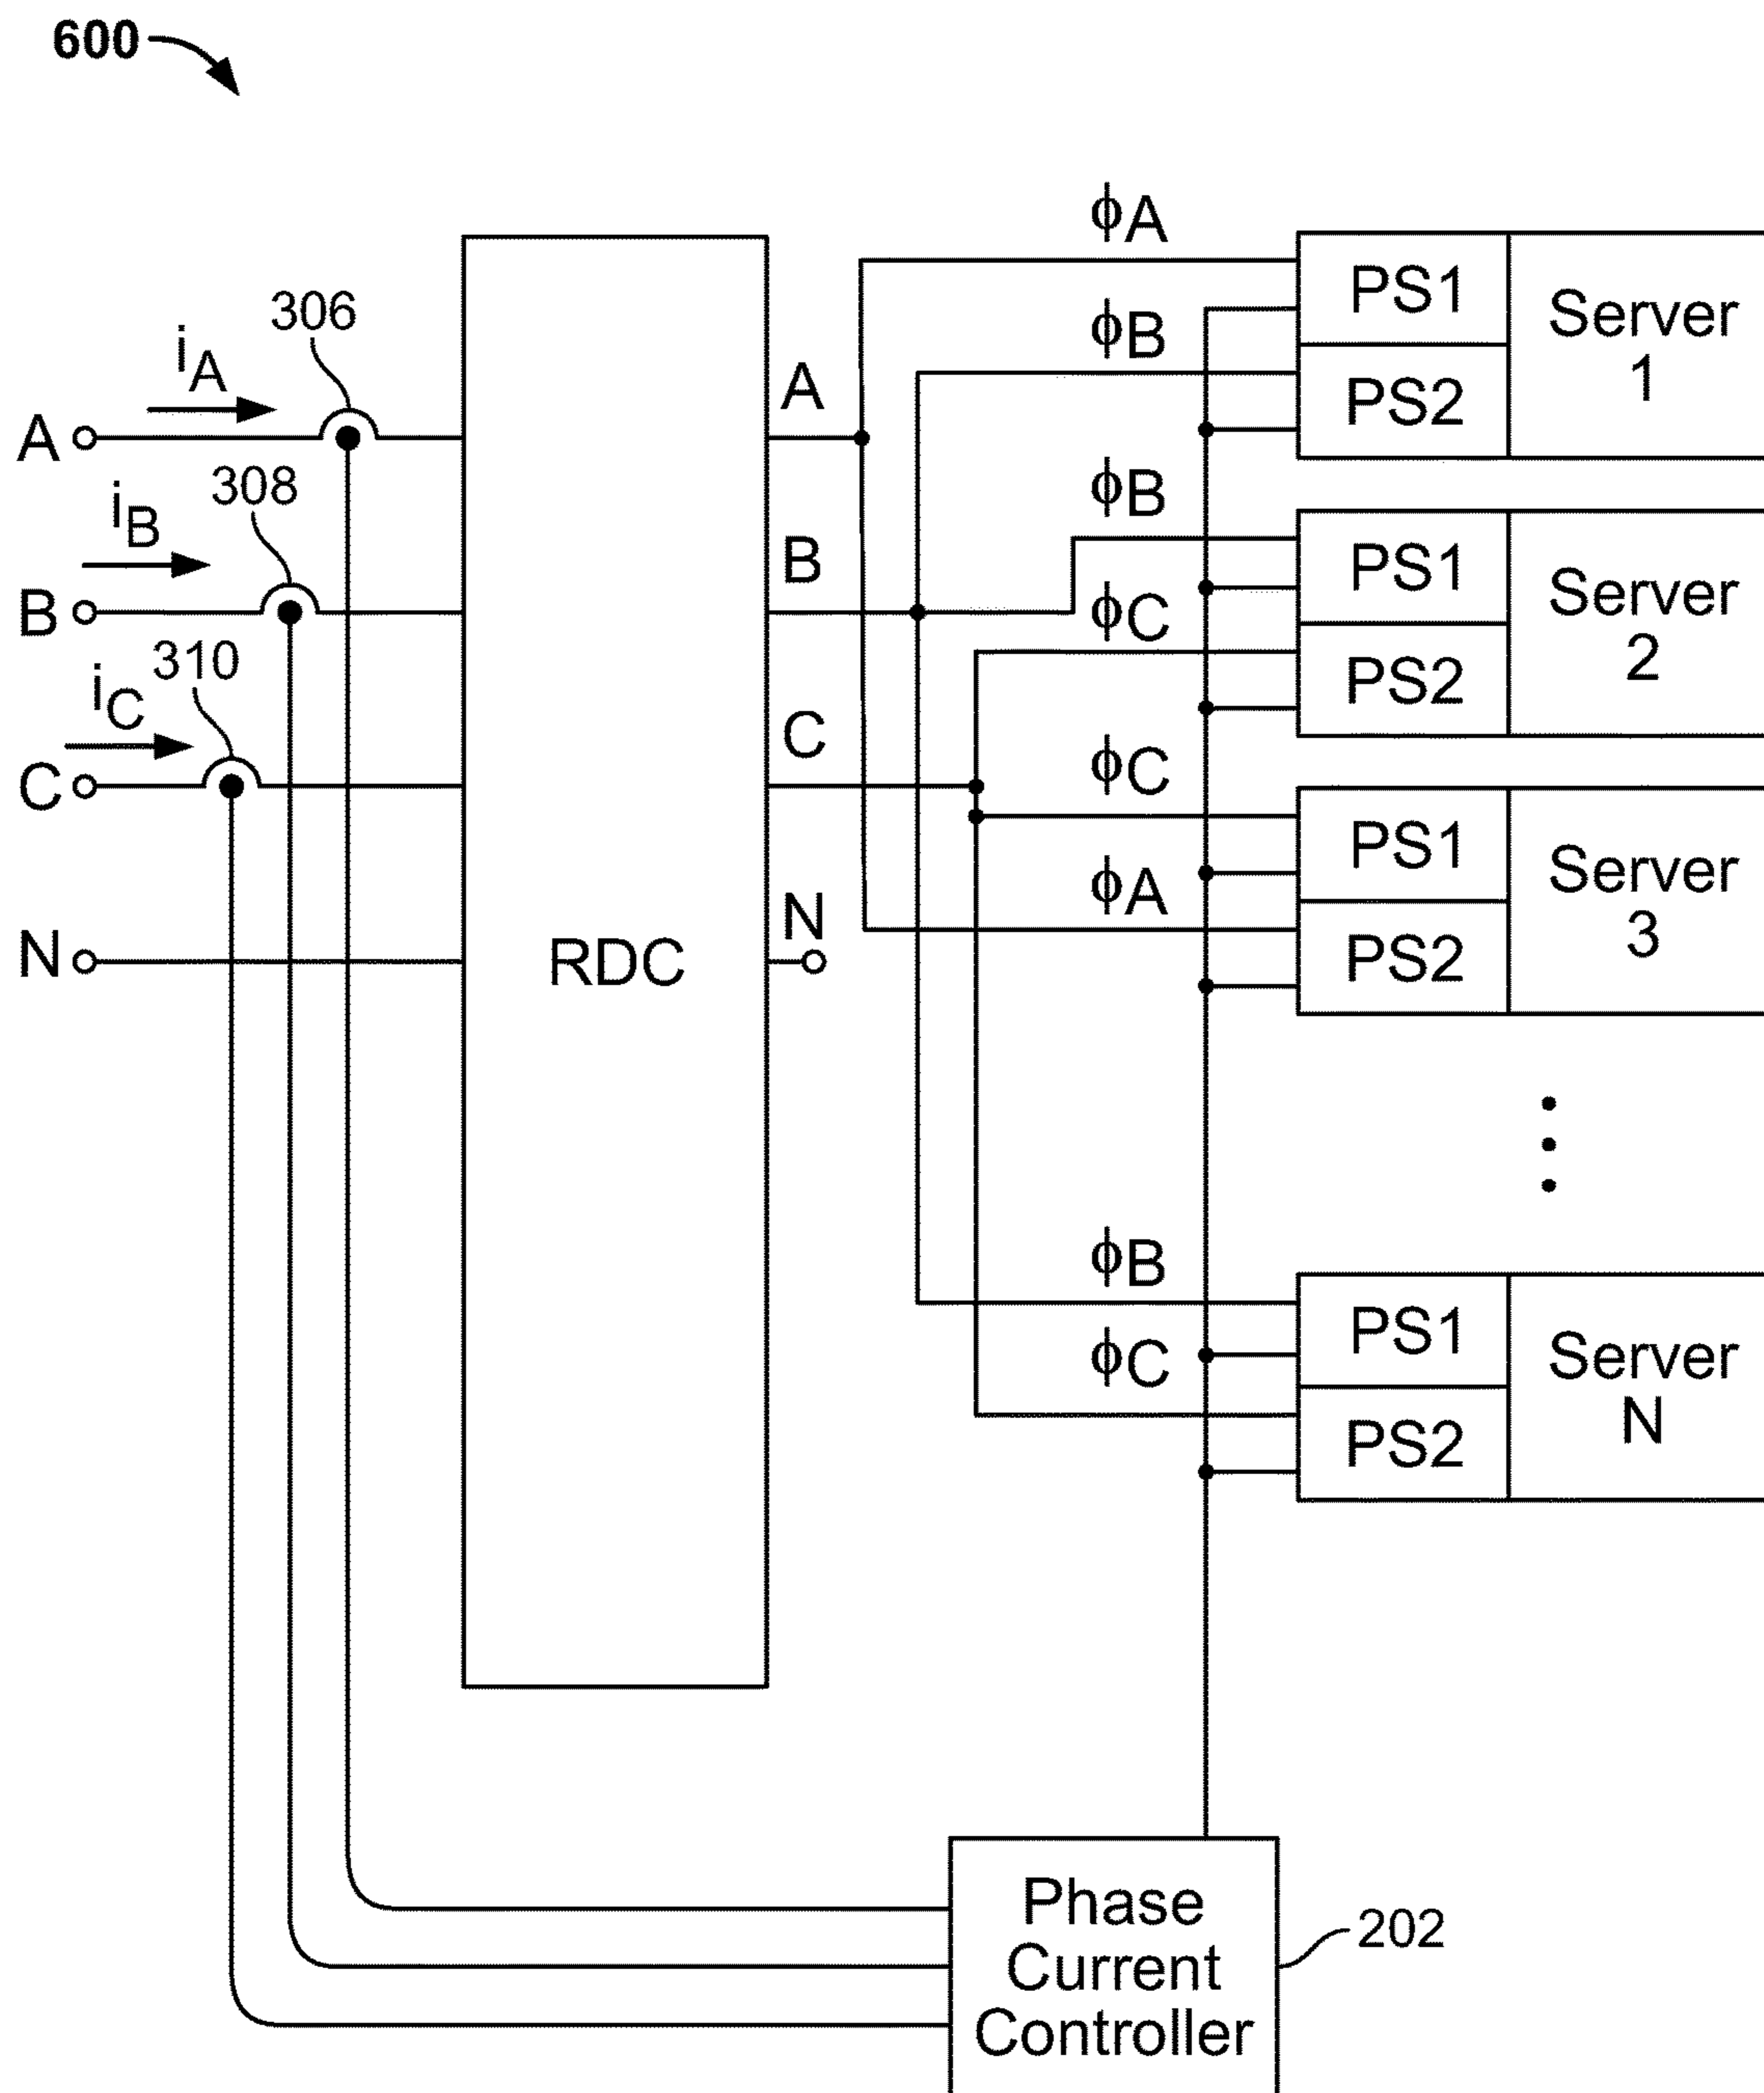 600
ϕA
PS1
Server
1
306
iA
ϕB
A
PS2
A
308
iB
ϕB
B
PS1
Server
2
B
ϕC
310
iC
PS2
C
ϕC
C
PS1
Server
3
ϕA
N
N
RDC
PS2
ϕB
PS1
Server
N
ϕC
PS2
Phase
Current
Controller
202